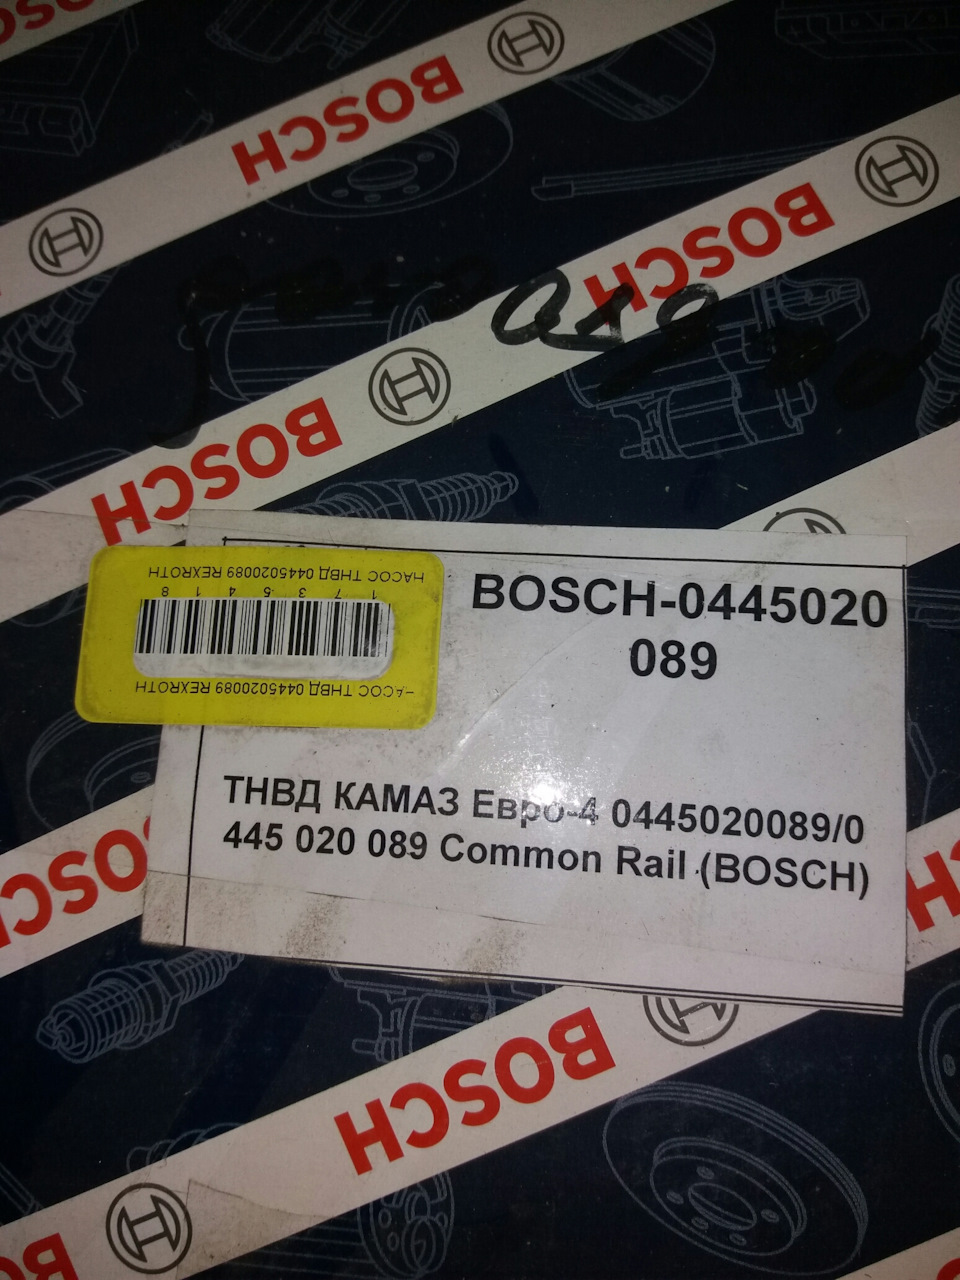 BOSCH
BOSCH
BOSCH
НАСОС ТНВД 0445020089 REXROTH
1 7 3 5 4 1 8
НАСОС ТНВД 0445020089 REXROTH
BOSCH-0445020
089
ТНВД КАМАЗ Евро-4 0445020089/0
445 020 089 Common Rail (BOSCH)
BOSCH
BOSCH